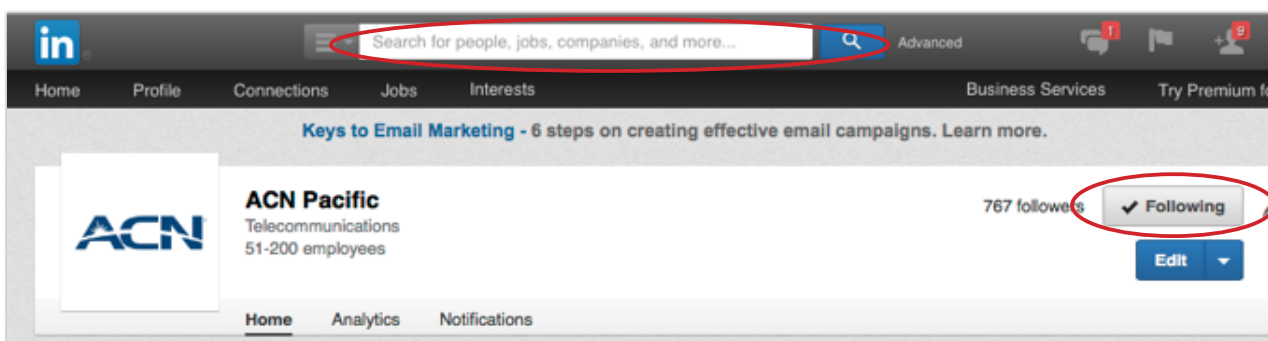 in
Search for people, jobs, companies, and more...
Advanced
1
9
Home Profile Connections Jobs Interests Business Services Try Premium fo
Keys to Email Marketing - 6 steps on creating effective email campaigns. Learn more.
ACN
ACN Pacific
767 followers
Following
Telecommunications
51-200 employees
Edit
Home Analytics Notifications